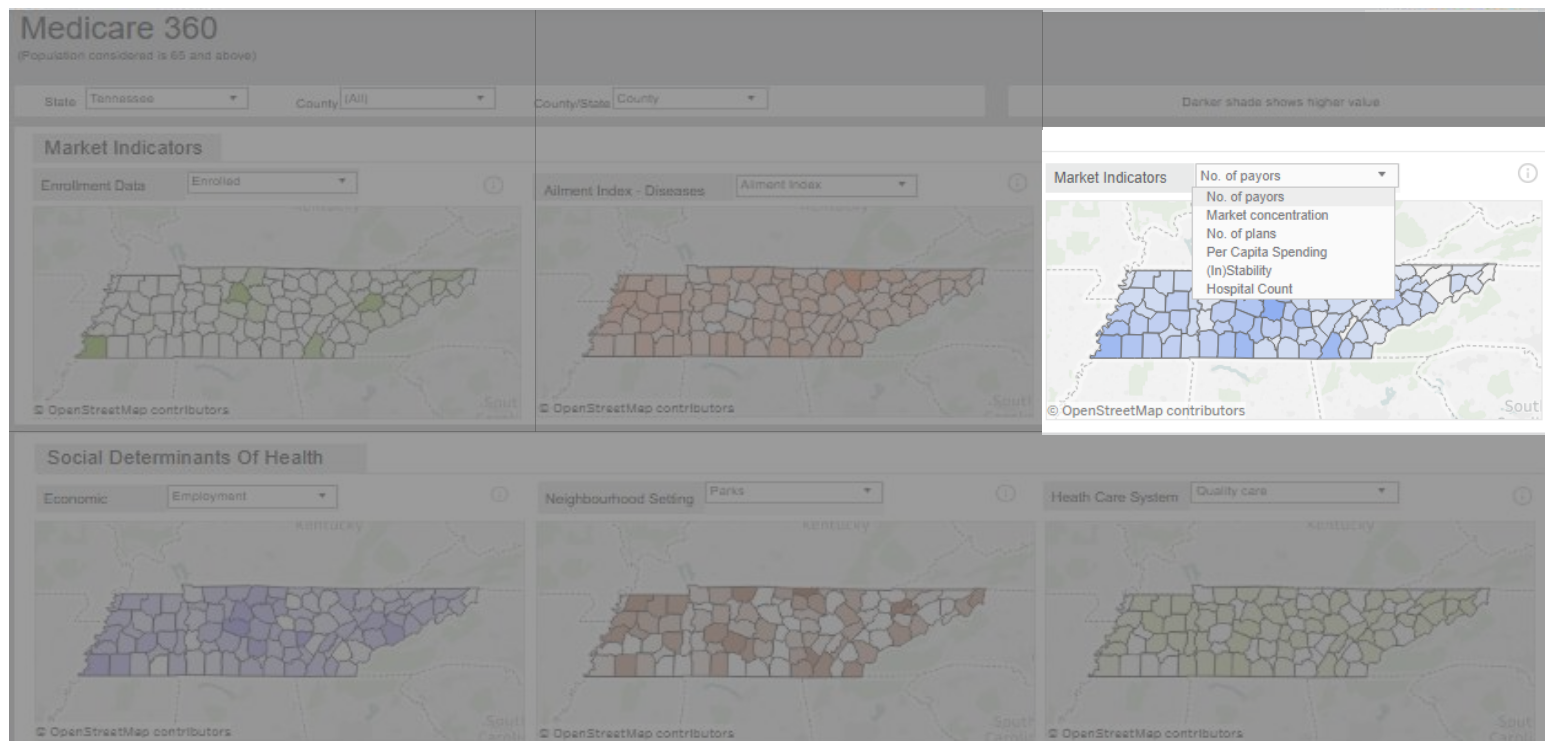 Medicare 360
(Population considered is 65 and above)
State Tennessee County (All) County/State County Darker shade shows higher value
Market Indicators
Enrollment Data Enrolled
Ailment Index - Diseases Ailment Index
Market Indicators No. of payors
No. of payors
Market concentration
No. of plans
Per Capita Spending
(In)Stability
Hospital Count
South
© OpenStreetMap contributors
© OpenStreetMap contributors
© OpenStreetMap contributors
Social Determinants Of Health
Economic Employment
Neighbourhood Setting Parks
Heath Care System Quality care
Kentucky
Kentucky
Kentucky
© OpenStreetMap contributors
© OpenStreetMap contributors
© OpenStreetMap contributors